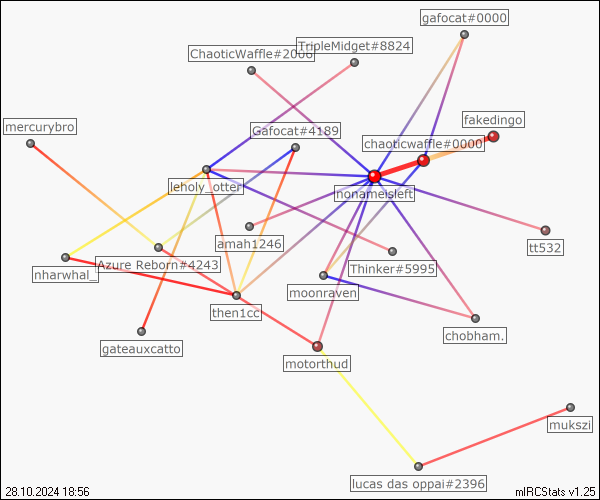 gafocat#0000
TripleMidget#8824
ChaoticWaffle#2006
fakedingo
mercurybro
Gafocat#4189
chaoticwaffle#0000
leholy_otter
nonameisleft
amah1246
tt532
Azure Reborn#4243
Thinker#5995
nharwhal_
moonraven
then1cc
chobham.
gateauxcatto
motorthud
mukszi
lucas das oppai#2396
28.10.2024 18:56
mIRCStats v1.25